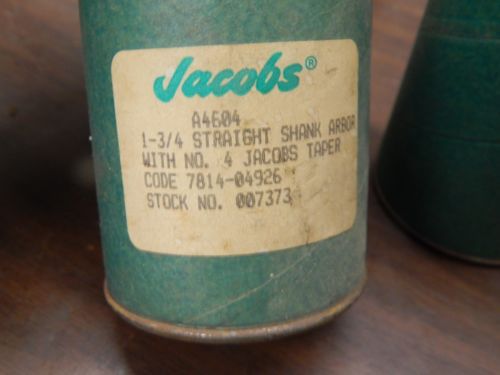 Jacobs®
A4604
1-3/4 STRAIGHT SHANK ARBOR
WITH NO. 4 JACOBS TAPER
CODE 7814-04926
STOCK NO. 007373